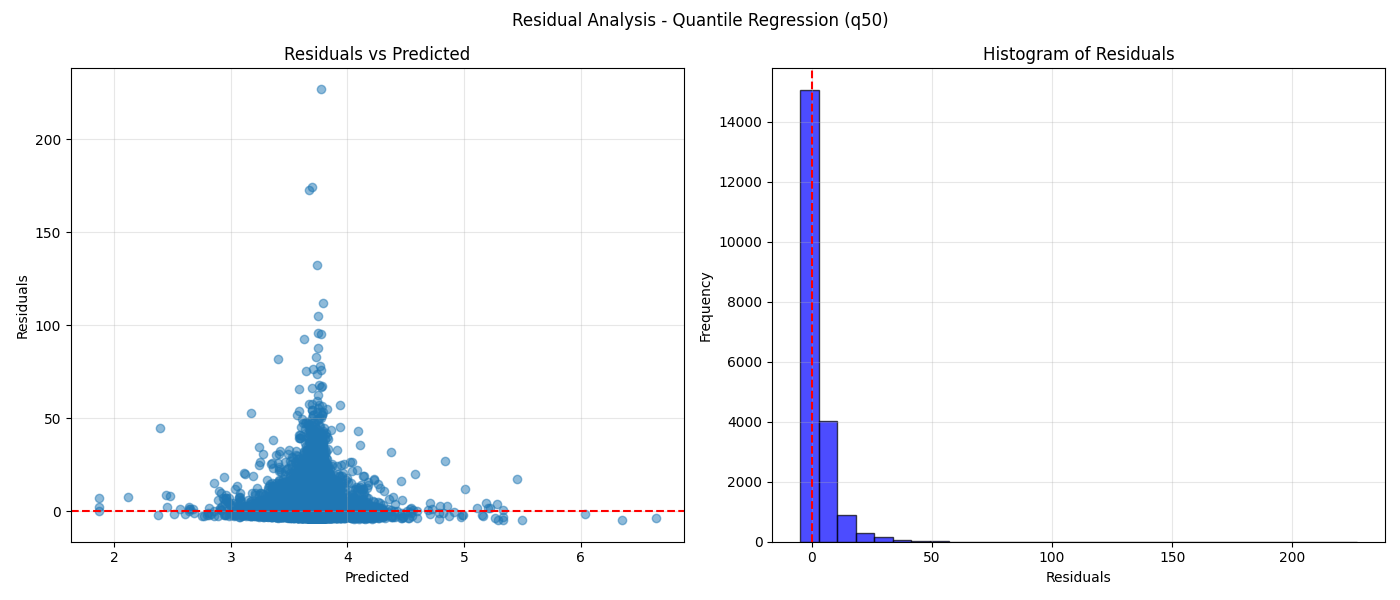 Residual Analysis - Quantile Regression (q50)
Residuals vs Predicted
Residuals
200
150
100
50
0
2 3 4 5 6
Predicted
Histogram of Residuals
Frequency
14000
12000
10000
8000
6000
4000
2000
0
0 50 100 150 200
Residuals